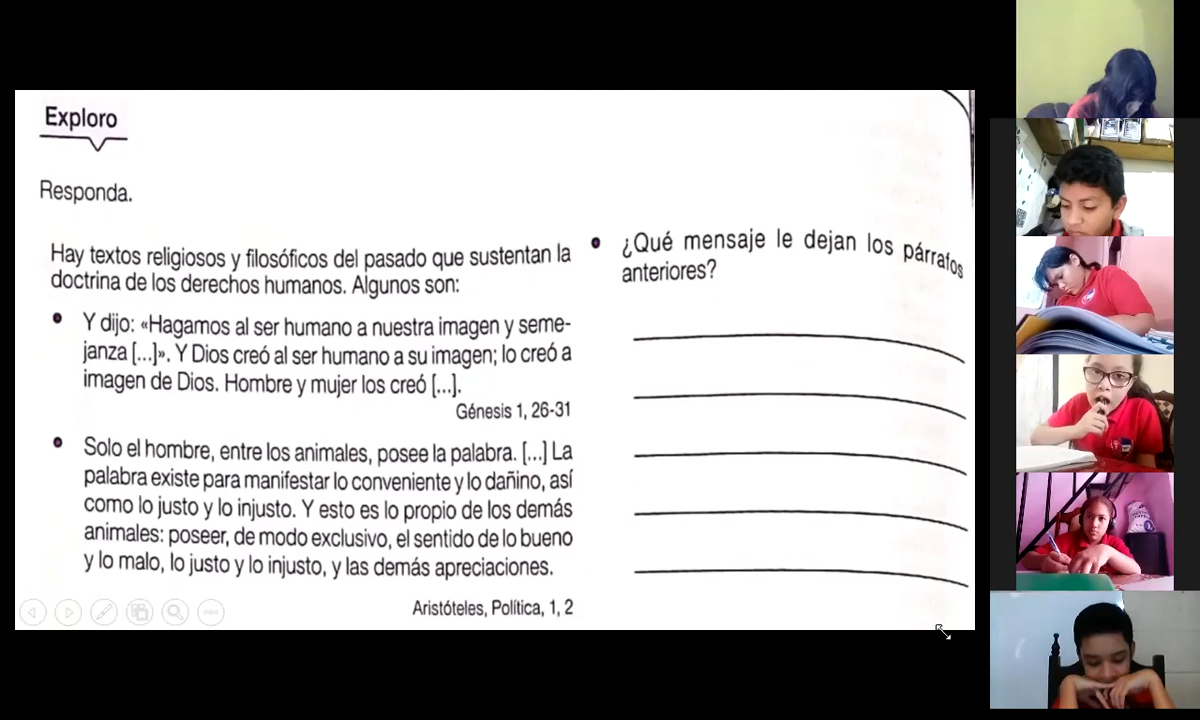 Exploro
Responda.
Hay textos religiosos y filosóficos del pasado que sustentan la
doctrina de los derechos humanos. Algunos son:
• Y dijo: «Hagamos al ser humano a nuestra imagen y seme-
janza [...]». Y Dios creó al ser humano a su imagen; lo creó a
imagen de Dios. Hombre y mujer los creó [...].
Génesis 1, 26-31
• Solo el hombre, entre los animales, posee la palabra. [...] La
palabra existe para manifestar lo conveniente y lo dañino, así
como lo justo y lo injusto. Y esto es lo propio de los demás
animales: poseer, de modo exclusivo, el sentido de lo bueno
y lo malo, lo justo y lo injusto, y las demás apreciaciones.
Aristóteles, Política, 1, 2
• ¿Qué mensaje le dejan los párrafos
anteriores?